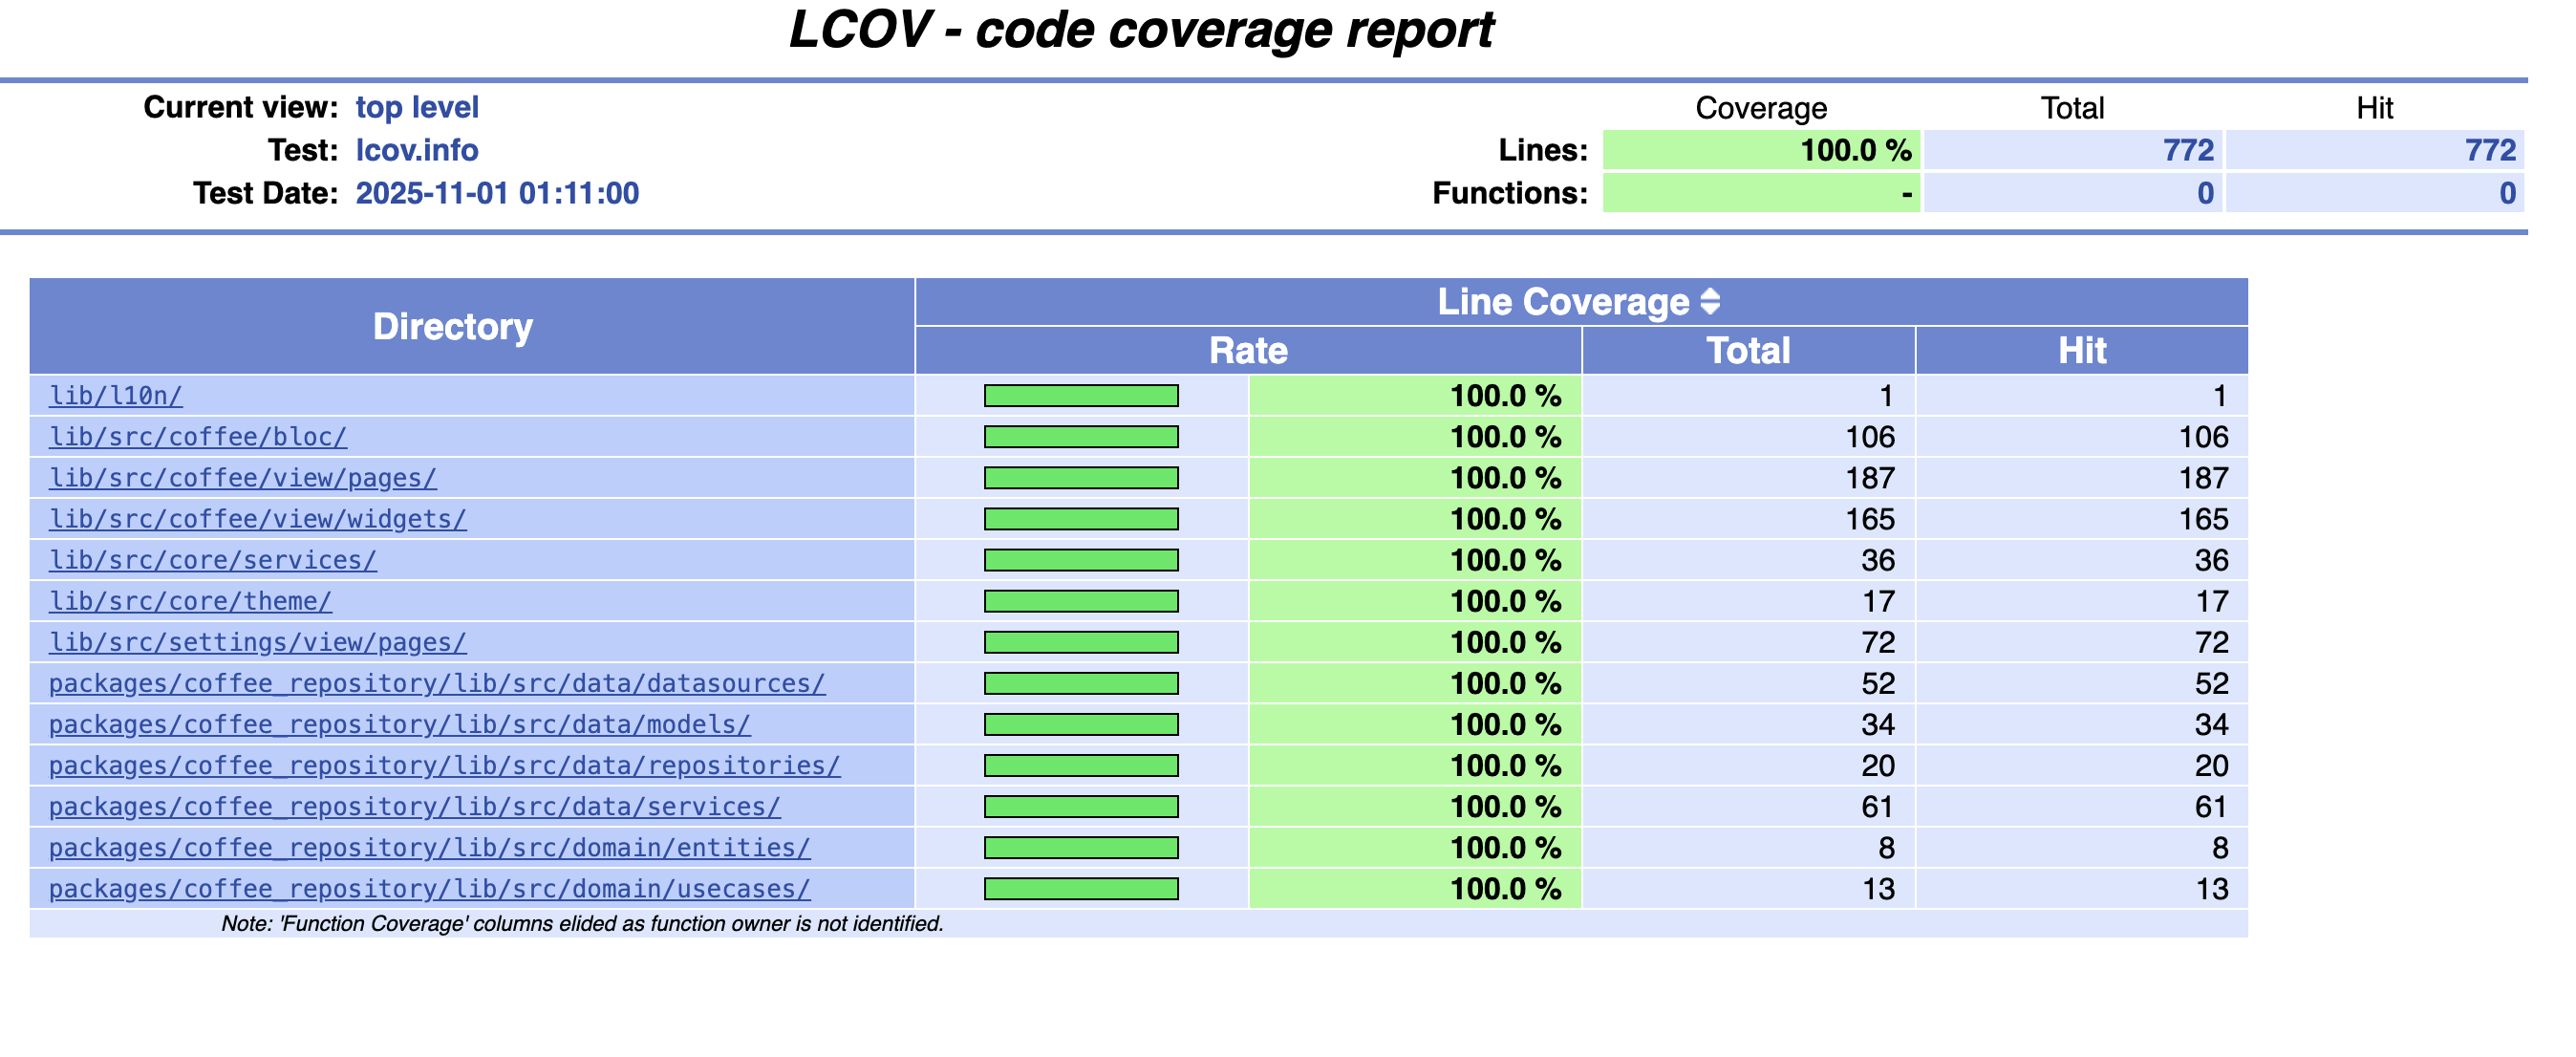 LCOV - code coverage report
Current view: top level Coverage Total Hit
Test: lcov.info Lines: 100.0 % 772 772
Test Date: 2025-11-01 01:11:00 Functions: - 0 0
Directory Line Coverage
Rate Total Hit
lib/l10n/ 100.0 % 1 1
lib/src/coffee/bloc/ 100.0 % 106 106
lib/src/coffee/view/pages/ 100.0 % 187 187
lib/src/coffee/view/widgets/ 100.0 % 165 165
lib/src/core/services/ 100.0 % 36 36
lib/src/core/theme/ 100.0 % 17 17
lib/src/settings/view/pages/ 100.0 % 72 72
packages/coffee_repository/lib/src/data/datasources/ 100.0 % 52 52
packages/coffee_repository/lib/src/data/models/ 100.0 % 34 34
packages/coffee_repository/lib/src/data/repositories/ 100.0 % 20 20
packages/coffee_repository/lib/src/data/services/ 100.0 % 61 61
packages/coffee_repository/lib/src/domain/entities/ 100.0 % 8 8
packages/coffee_repository/lib/src/domain/usecases/ 100.0 % 13 13
Note: 'Function Coverage' columns elided as function owner is not identified.